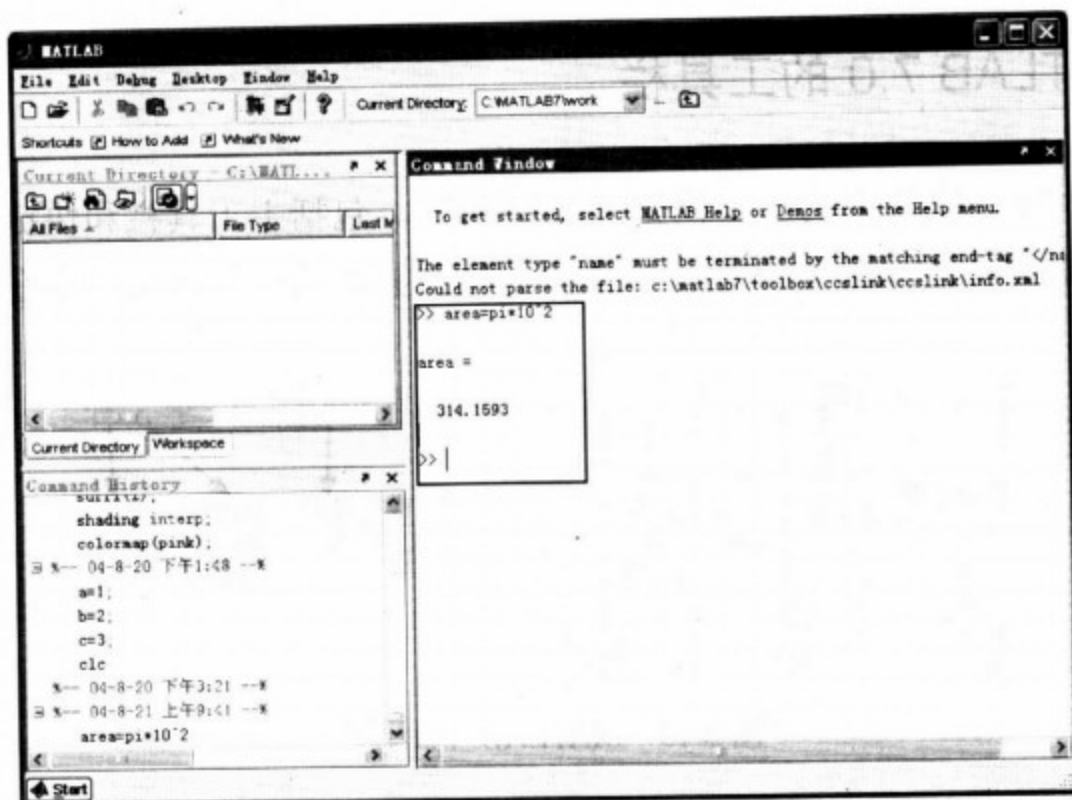 MATLAB
File Edit Debug Desktop Window Help
Current Directory: C:\MATLAB7\work
Shortcuts How to Add What's New
Current Directory - C:\MATL...
All Files File Type Last M
Current Directory Workspace
Command History
shading interp;
colormap(pink);
%-- 04-8-20 下午1:48 --%
a=1;
b=2;
c=3;
clc
%-- 04-8-20 下午3:21 --%
%-- 04-8-21 上午9:41 --%
area=pi*10^2
Start
Command Window
To get started, select MATLAB Help or Demos from the Help menu.
The element type "name" must be terminated by the matching end-tag "</na
Could not parse the file: c:\matlab7\toolbox\ccslink\ccslink\info.xml
>> area=pi*10^2
area =
314.1593
>>